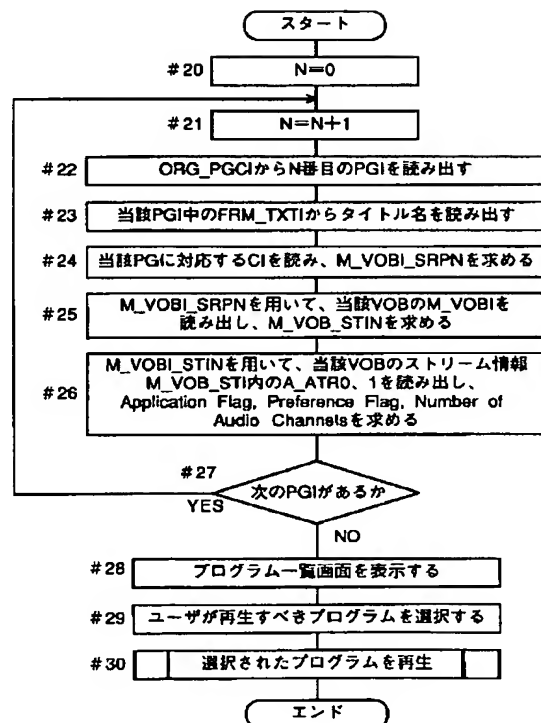 スタート
#20 N=0
#21 N=N+1
#22 ORG_PGCIからN番目のPGIを読み出す
#23 当該PGI中のFRM_TXTIからタイトル名を読み出す
#24 当該PGに対応するCIを読み、M_VOBI_SRPNを求める
#25 M_VOBI_SRPNを用いて、当該VOBのM_VOBIを
読み出し、M_VOB_STINを求める
#26 M_VOBI_STINを用いて、当該VOBのストリーム情報
M_VOB_STI内のA_ATR0、1を読み出し、
Application Flag, Preference Flag, Number of
Audio Channelsを求める
#27 次のPGIがあるか
YES
NO
#28 プログラム一覧画面を表示する
#29 ユーザが再生すべきプログラムを選択する
#30 選択されたプログラムを再生
エンド